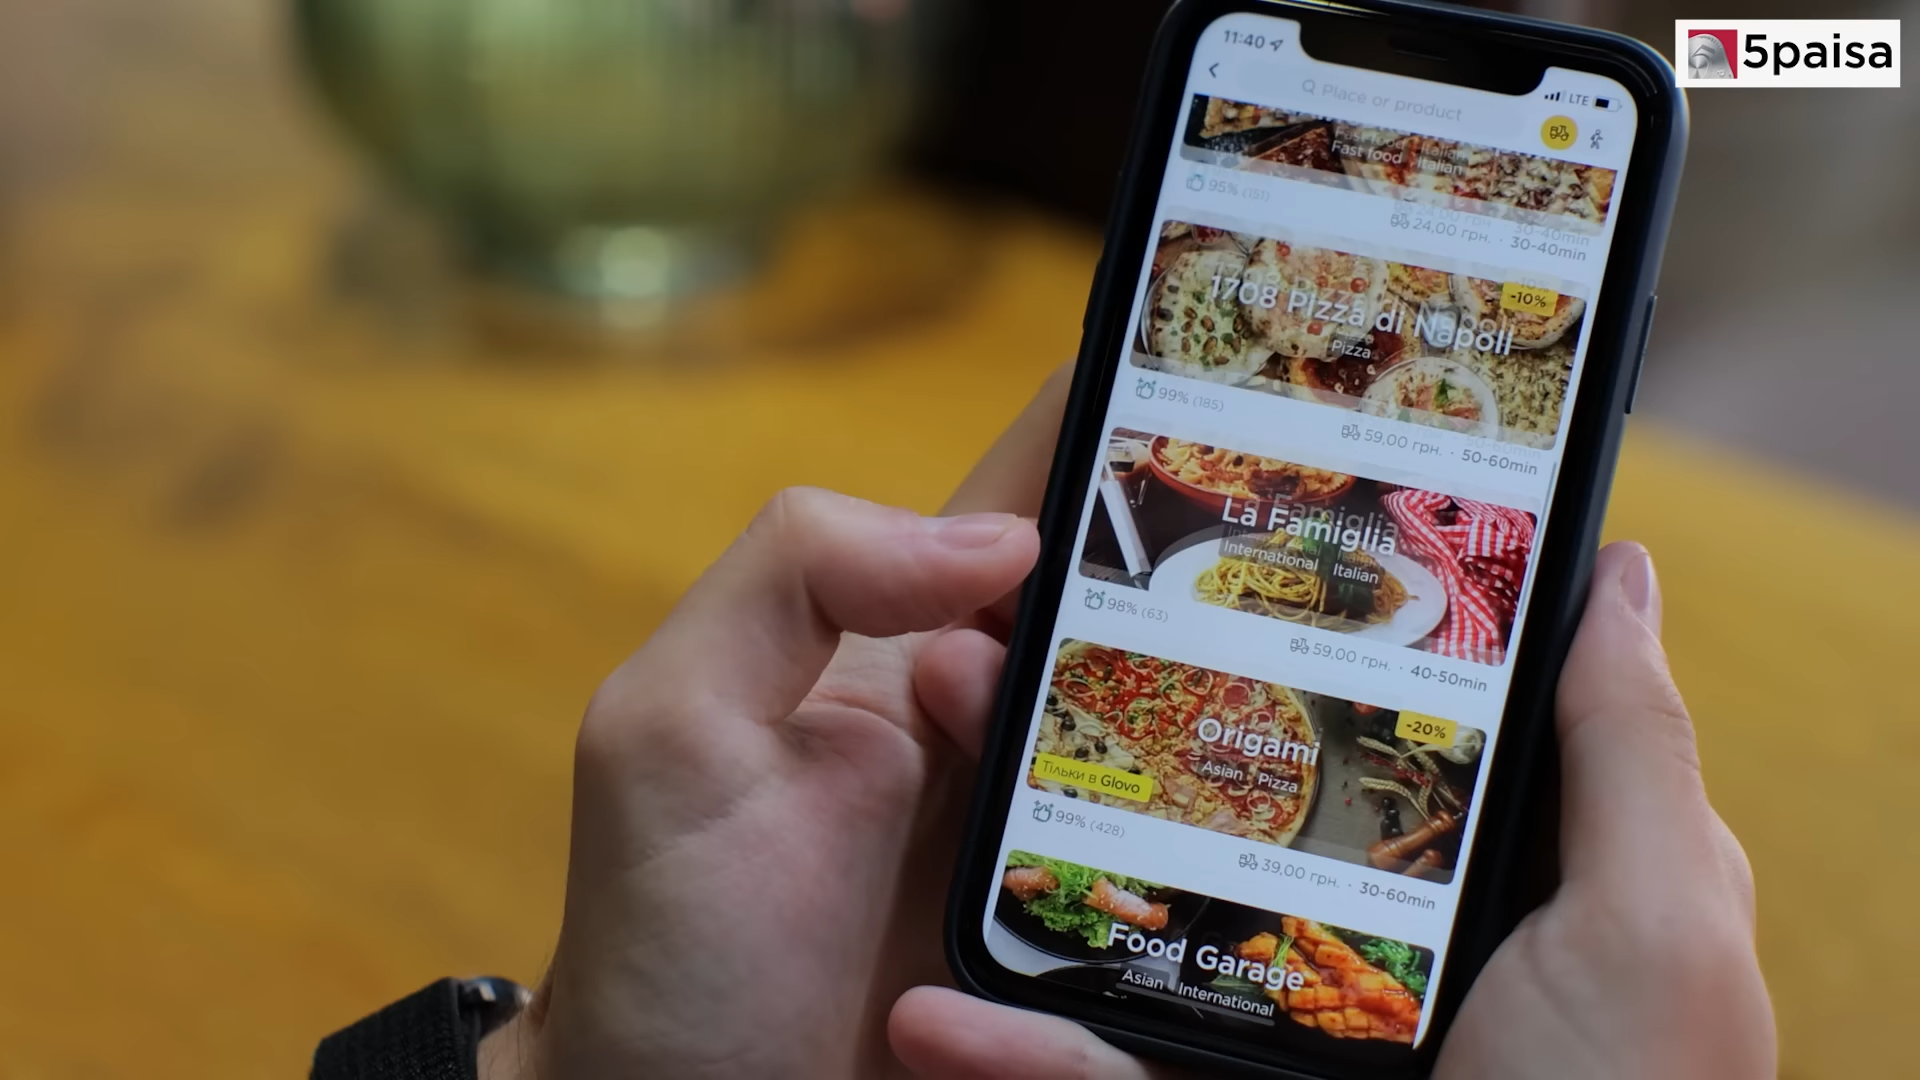 5paisa
11:40
LTE
Place or product
Fast food Italian
95% (151)
24,00 грн. · 30-40min
1708 Pizza di Napoli
-10%
Pizza
99% (185)
59,00 грн. · 50-60min
La Famiglia
International Italian
98% (63)
59,00 грн. · 40-50min
-20%
Origami
Asian Pizza
Тільки в Glovo
99% (428)
39,00 грн. · 30-60min
Food Garage
Asian International